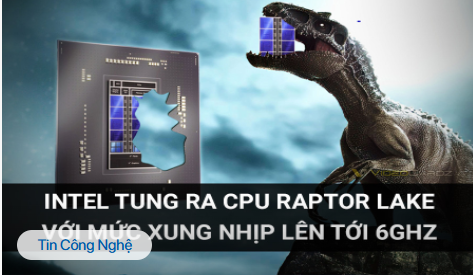 INTEL TUNG RA CPU RAPTOR LAKE
VỚI MỨC XUNG NHỊP LÊN TỚI 6GHZ
Tin Công Nghệ